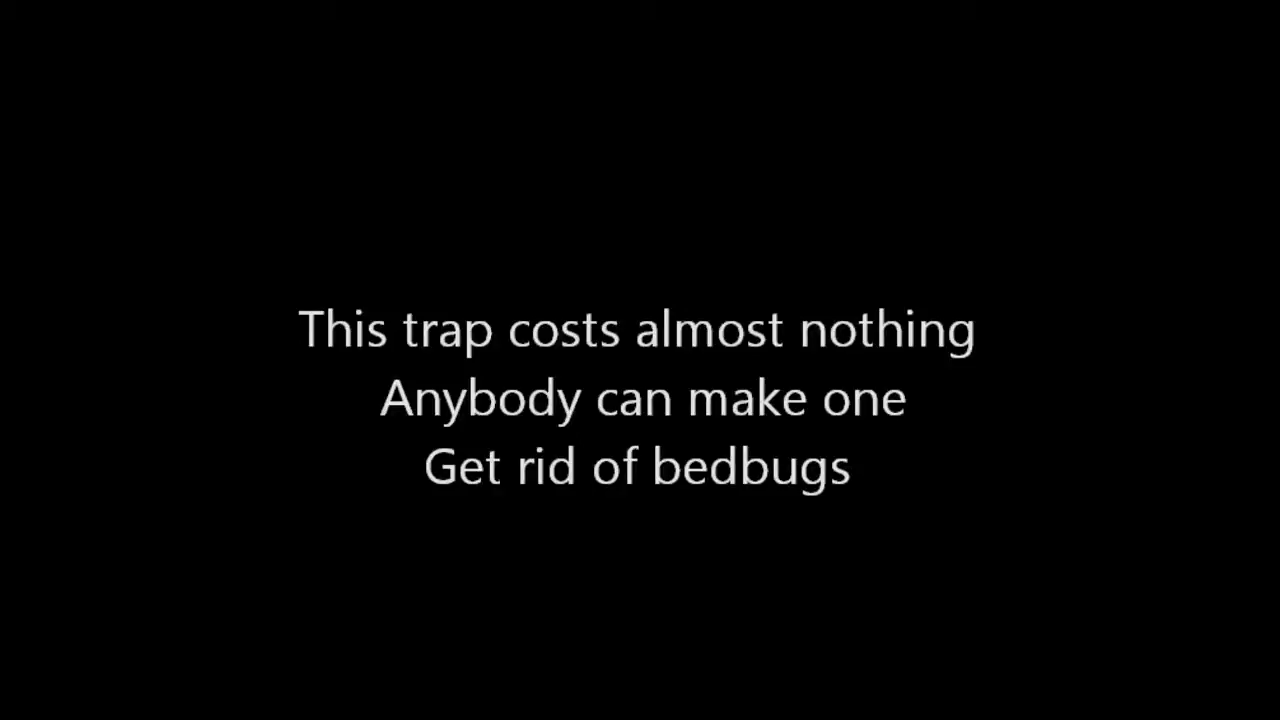 This trap costs almost nothing
Anybody can make one
Get rid of bedbugs